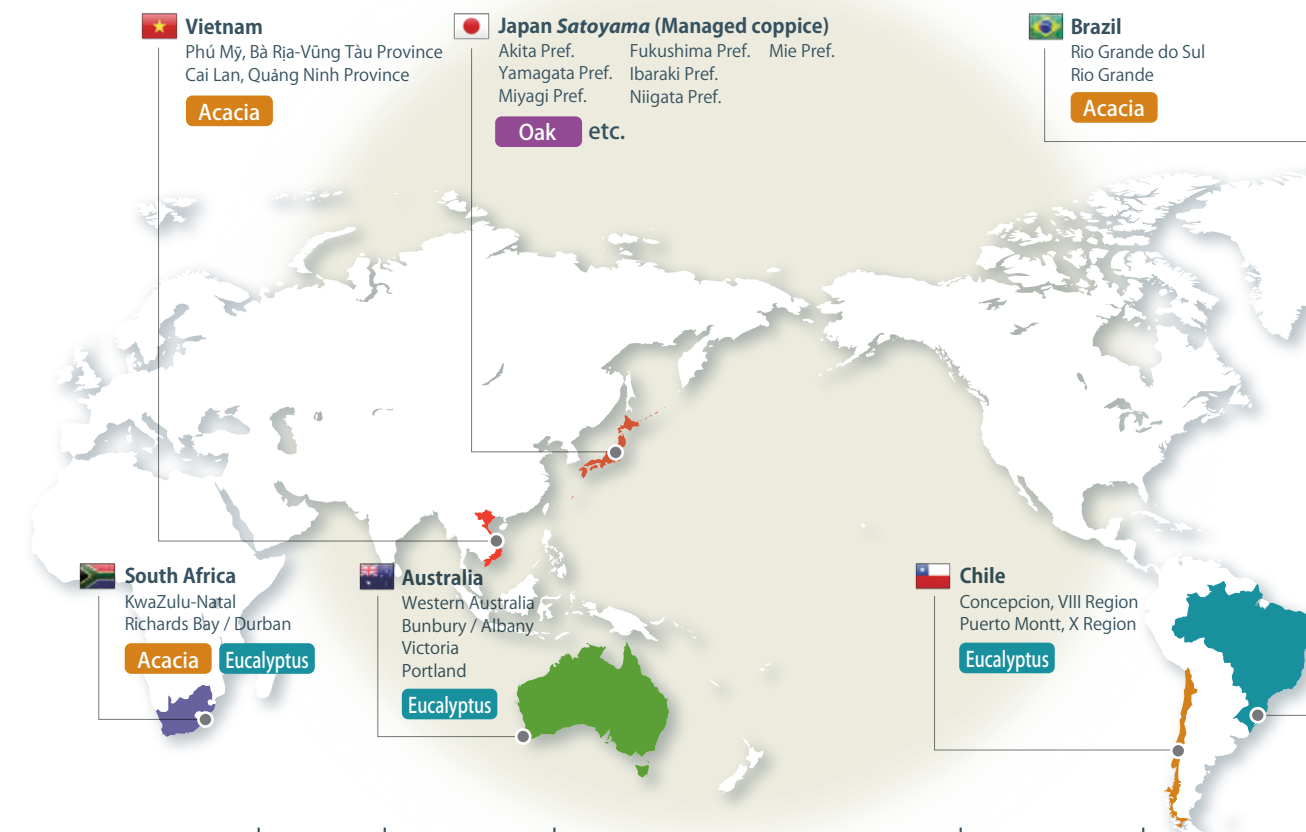 Vietnam
Phú Mỹ, Bà Rịa-Vũng Tàu Province
Cai Lan, Quảng Ninh Province
Acacia
Japan Satoyama (Managed coppice)
Akita Pref. Fukushima Pref. Mie Pref.
Yamagata Pref. Ibaraki Pref.
Miyagi Pref. Niigata Pref.
Oak etc.
Brazil
Rio Grande do Sul
Rio Grande
Acacia
South Africa
KwaZulu-Natal
Richards Bay / Durban
Acacia Eucalyptus
Australia
Western Australia
Bunbury / Albany
Victoria
Portland
Eucalyptus
Chile
Concepcion, VIII Region
Puerto Montt, X Region
Eucalyptus